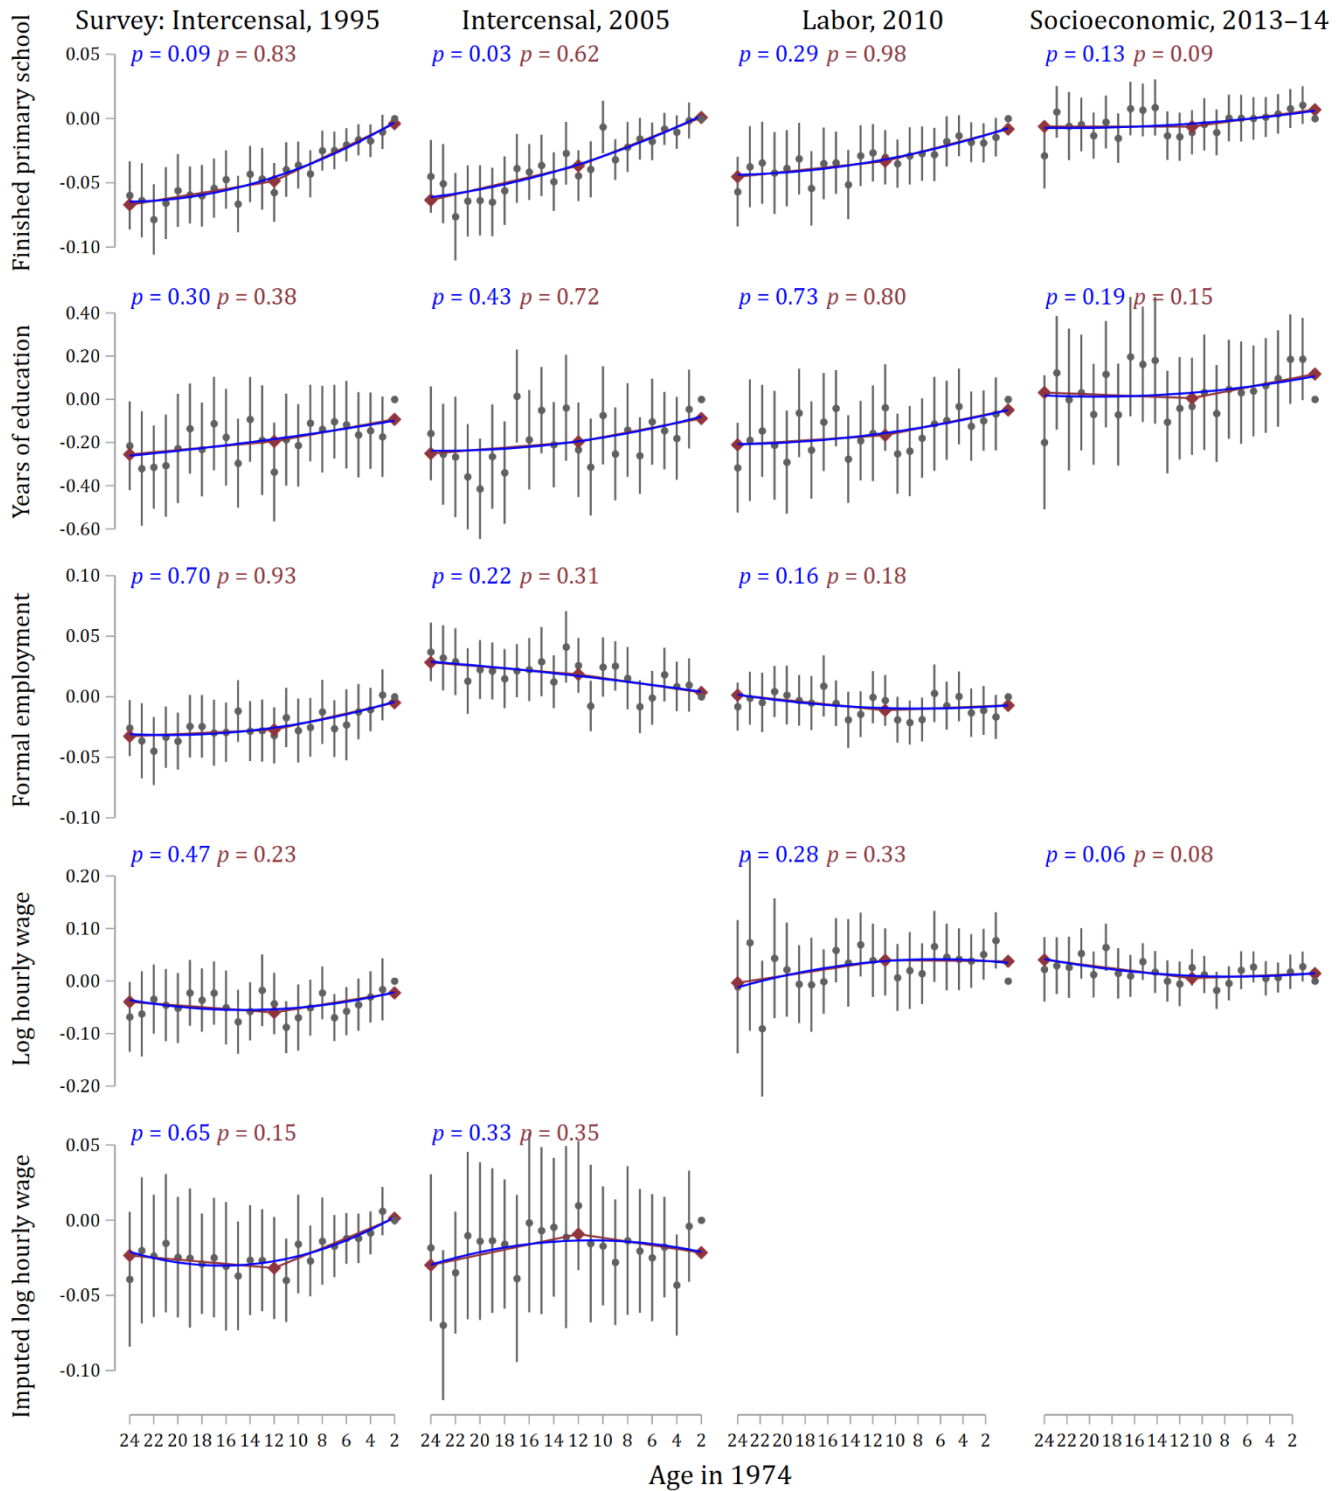 Survey: Intercensal, 1995 Intercensal, 2005 Labor, 2010 Socioeconomic, 2013–14
Finished primary school
p = 0.09 p = 0.83 p = 0.03 p = 0.62 p = 0.29 p = 0.98 p = 0.13 p = 0.09
0.05
0.00
-0.05
-0.10
Years of education
p = 0.30 p = 0.38 p = 0.43 p = 0.72 p = 0.73 p = 0.80 p = 0.19 p = 0.15
0.40
0.20
0.00
-0.20
-0.40
-0.60
Formal employment
p = 0.70 p = 0.93 p = 0.22 p = 0.31 p = 0.16 p = 0.18
0.10
0.05
0.00
-0.05
-0.10
Log hourly wage
p = 0.47 p = 0.23 p = 0.28 p = 0.33 p = 0.06 p = 0.08
0.20
0.10
0.00
-0.10
-0.20
Imputed log hourly wage
p = 0.65 p = 0.15 p = 0.33 p = 0.35
0.05
0.00
-0.05
-0.10
24 22 20 18 16 14 12 10 8 6 4 2 24 22 20 18 16 14 12 10 8 6 4 2 24 22 20 18 16 14 12 10 8 6 4 2 24 22 20 18 16 14 12 10 8 6 4 2
Age in 1974